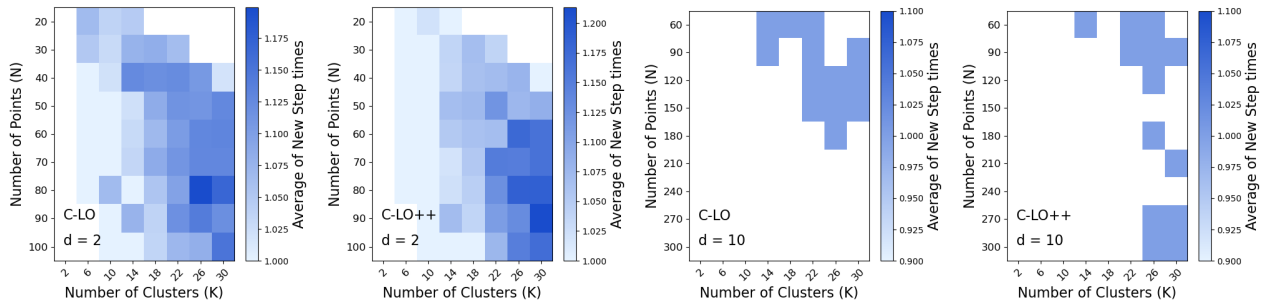 Number of Points (N)
20
30
40
50
60
70
80
90
100
C-LO
d = 2
2 6 10 14 18 22 26 30
Number of Clusters (K)
1.175
1.150
1.125
1.100
1.075
1.050
1.025
1.000
Average of New Step times
Number of Points (N)
20
30
40
50
60
70
80
90
100
C-LO++
d = 2
2 6 10 14 18 22 26 30
Number of Clusters (K)
1.200
1.175
1.150
1.125
1.100
1.075
1.050
1.025
1.000
Average of New Step times
Number of Points (N)
60
90
120
150
180
210
240
270
300
C-LO
d = 10
2 6 10 14 18 22 26 30
Number of Clusters (K)
1.100
1.075
1.050
1.025
1.000
0.975
0.950
0.925
0.900
Average of New Step times
Number of Points (N)
60
90
120
150
180
210
240
270
300
C-LO++
d = 10
2 6 10 14 18 22 26 30
Number of Clusters (K)
1.100
1.075
1.050
1.025
1.000
0.975
0.950
0.925
0.900
Average of New Step times